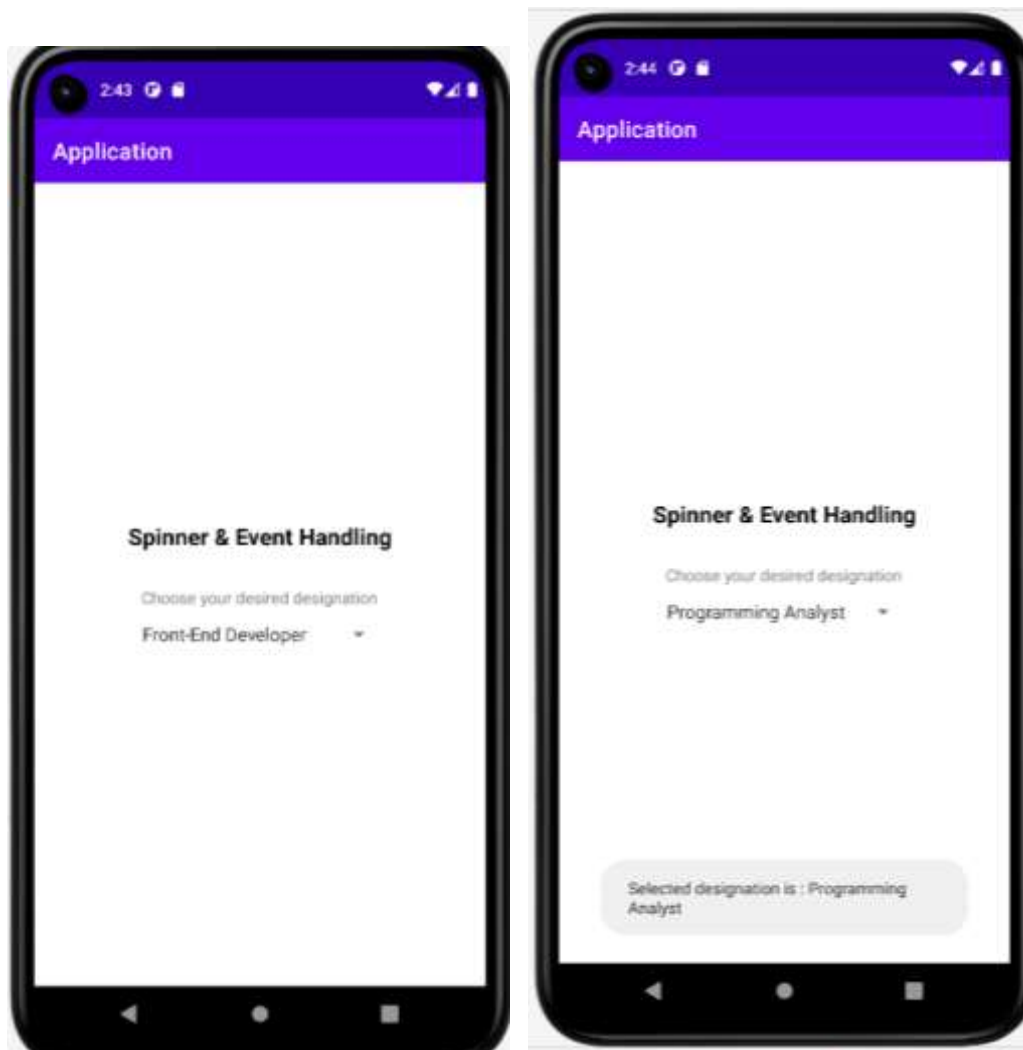 2:43
Application
Spinner & Event Handling
Choose your desired designation
Front-End Developer
2:44
Application
Spinner & Event Handling
Choose your desired designation
Programming Analyst
Selected designation is : Programming
Analyst